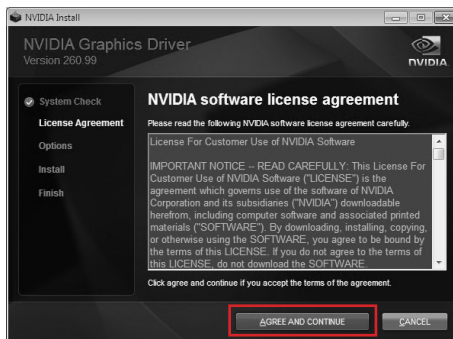 NVIDIA Install
NVIDIA Graphics Driver
Version 260.99
NVIDIA
System Check
License Agreement
Options
Install
Finish
NVIDIA software license agreement
Please read the following NVIDIA software license agreement carefully.
License For Customer Use of NVIDIA Software
IMPORTANT NOTICE -- READ CAREFULLY: This License For
Customer Use of NVIDIA Software ("LICENSE") is the
agreement which governs use of the software of NVIDIA
Corporation and its subsidiaries ("NVIDIA") downloadable
herefrom, including computer software and associated printed
materials ("SOFTWARE"). By downloading, installing, copying,
or otherwise using the SOFTWARE, you agree to be bound by
the terms of this LICENSE. If you do not agree to the terms of
this LICENSE, do not download the SOFTWARE.
Click agree and continue if you accept the terms of the agreement.
AGREE AND CONTINUE
CANCEL